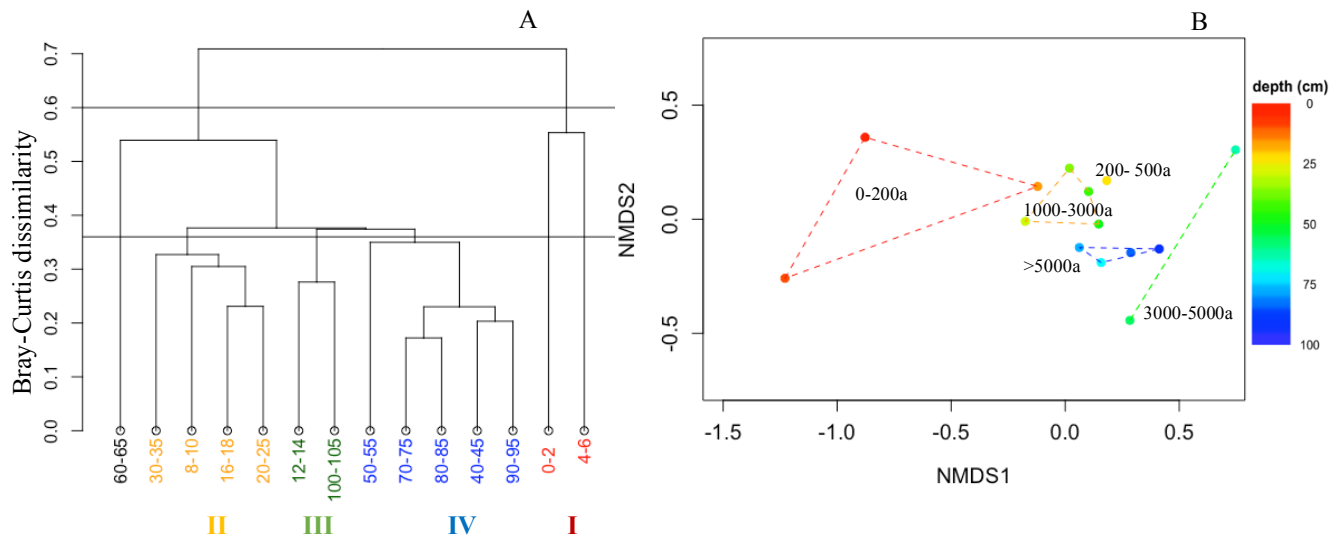 A
Bray-Curtis dissimilarity
0.0
0.1
0.2
0.3
0.4
0.5
0.6
0.7
60-65
30-35
8-10
16-18
20-25
12-14
100-105
50-55
70-75
80-85
40-45
90-95
0-2
4-6
II
III
IV
I
B
NMDS2
0.5
0.0
-0.5
0-200a
200- 500a
1000-3000a
>5000a
3000-5000a
-1.5
-1.0
-0.5
0.0
0.5
NMDS1
depth (cm)
0
25
50
75
100